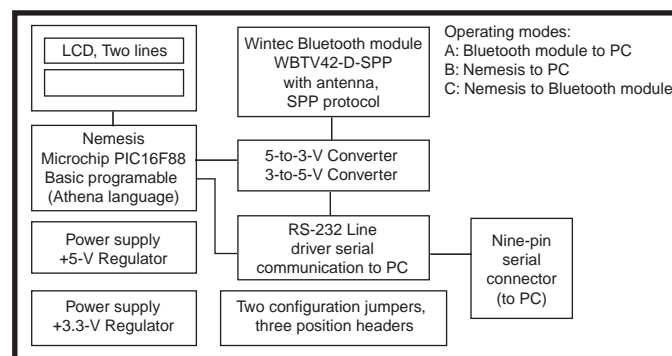 LCD, Two lines
Wintec Bluetooth module
WBTV42-D-SPP
with antenna,
SPP protocol
Operating modes:
A: Bluetooth module to PC
B: Nemesis to PC
C: Nemesis to Bluetooth module
Nemesis
Microchip PIC16F88
Basic programable
(Athena language)
5-to-3-V Converter
3-to-5-V Converter
Power supply
+5-V Regulator
RS-232 Line
driver serial
communication to PC
Nine-pin
serial
connector
(to PC)
Power supply
+3.3-V Regulator
Two configuration jumpers,
three position headers